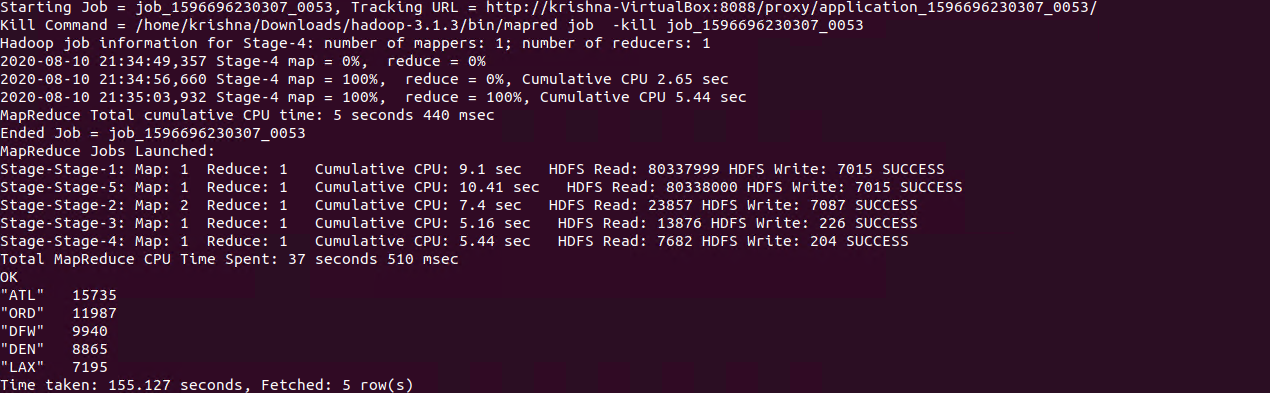 Starting Job = job_1596696230307_0053, Tracking URL = http://krishna-VirtualBox:8088/proxy/application_1596696230307_0053/
Kill Command = /home/krishna/Downloads/hadoop-3.1.3/bin/mapred job  -kill job_1596696230307_0053
Hadoop job information for Stage-4: number of mappers: 1; number of reducers: 1
2020-08-10 21:34:49,357 Stage-4 map = 0%,  reduce = 0%
2020-08-10 21:34:56,660 Stage-4 map = 100%,  reduce = 0%, Cumulative CPU 2.65 sec
2020-08-10 21:35:03,932 Stage-4 map = 100%,  reduce = 100%, Cumulative CPU 5.44 sec
MapReduce Total cumulative CPU time: 5 seconds 440 msec
Ended Job = job_1596696230307_0053
MapReduce Jobs Launched:
Stage-Stage-1: Map: 1  Reduce: 1   Cumulative CPU: 9.1 sec   HDFS Read: 80337999 HDFS Write: 7015 SUCCESS
Stage-Stage-5: Map: 1  Reduce: 1   Cumulative CPU: 10.41 sec   HDFS Read: 80338000 HDFS Write: 7015 SUCCESS
Stage-Stage-2: Map: 2  Reduce: 1   Cumulative CPU: 7.4 sec   HDFS Read: 23857 HDFS Write: 7087 SUCCESS
Stage-Stage-3: Map: 1  Reduce: 1   Cumulative CPU: 5.16 sec   HDFS Read: 13876 HDFS Write: 226 SUCCESS
Stage-Stage-4: Map: 1  Reduce: 1   Cumulative CPU: 5.44 sec   HDFS Read: 7682 HDFS Write: 204 SUCCESS
Total MapReduce CPU Time Spent: 37 seconds 510 msec
OK
"ATL"	15735
"ORD"	11987
"DFW"	9940
"DEN"	8865
"LAX"	7195
Time taken: 155.127 seconds, Fetched: 5 row(s)